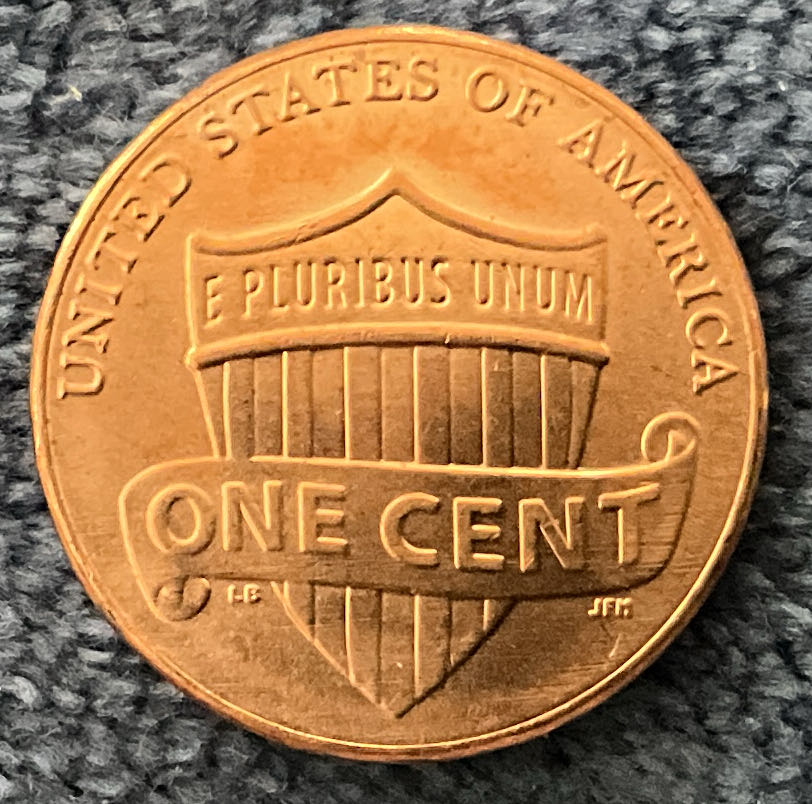 UNITED STATES OF AMERICA
E PLURIBUS UNUM
ONE CENT
LB
JFM